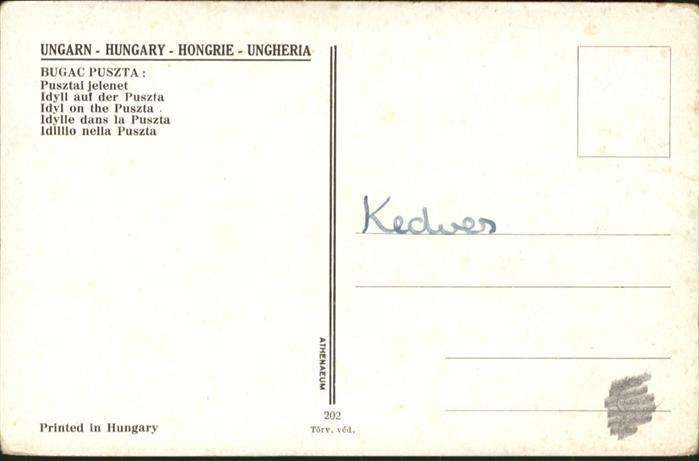 UNGARN - HUNGARY - HONGRIE - UNGHERIA
BUGAC PUSZTA :
Pusztai jelenet
Idyll auf der Puszta
Idyl on the Puszta .
Idylle dans la Puszta
Idillio nella Puszta
Kedves
ATHENAEUM
202
Törv. véd.
Printed in Hungary